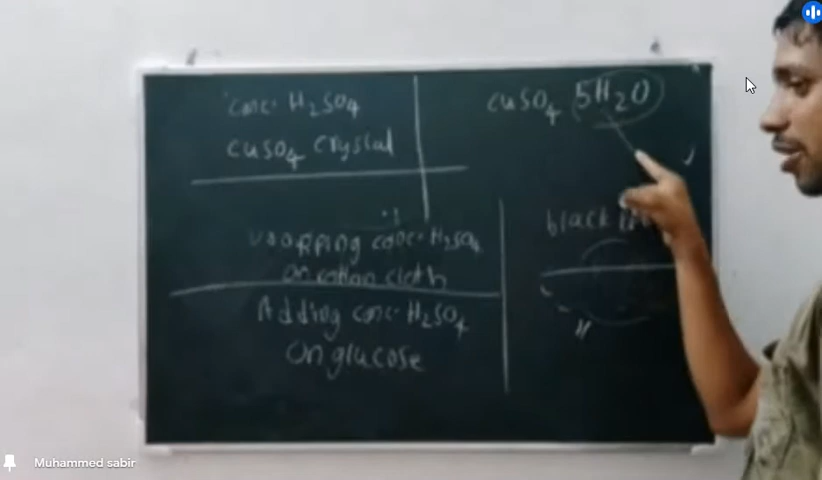 conc. H₂SO₄
CuSO₄ crystal
CuSO₄ 5H₂O
conc. H₂SO₄
on cotton cloth
black
Adding conc. H₂SO₄
On glucose
"
Muhammed sabir